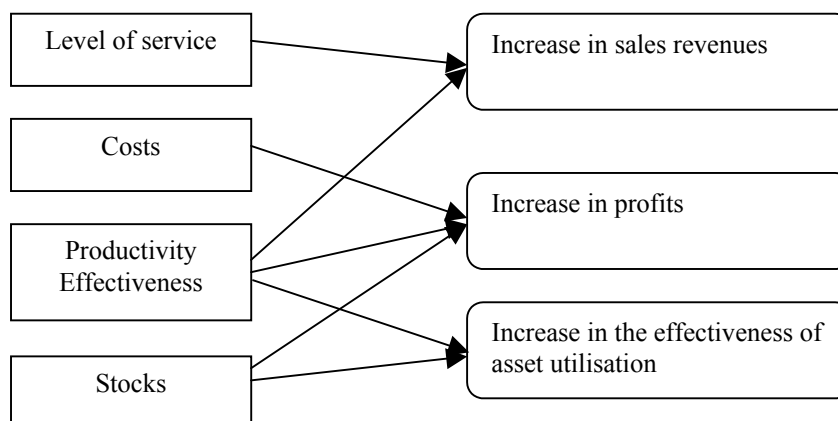 Level of service
Costs
Productivity
Effectiveness
Stocks
Increase in sales revenues
Increase in profits
Increase in the effectiveness of
asset utilisation